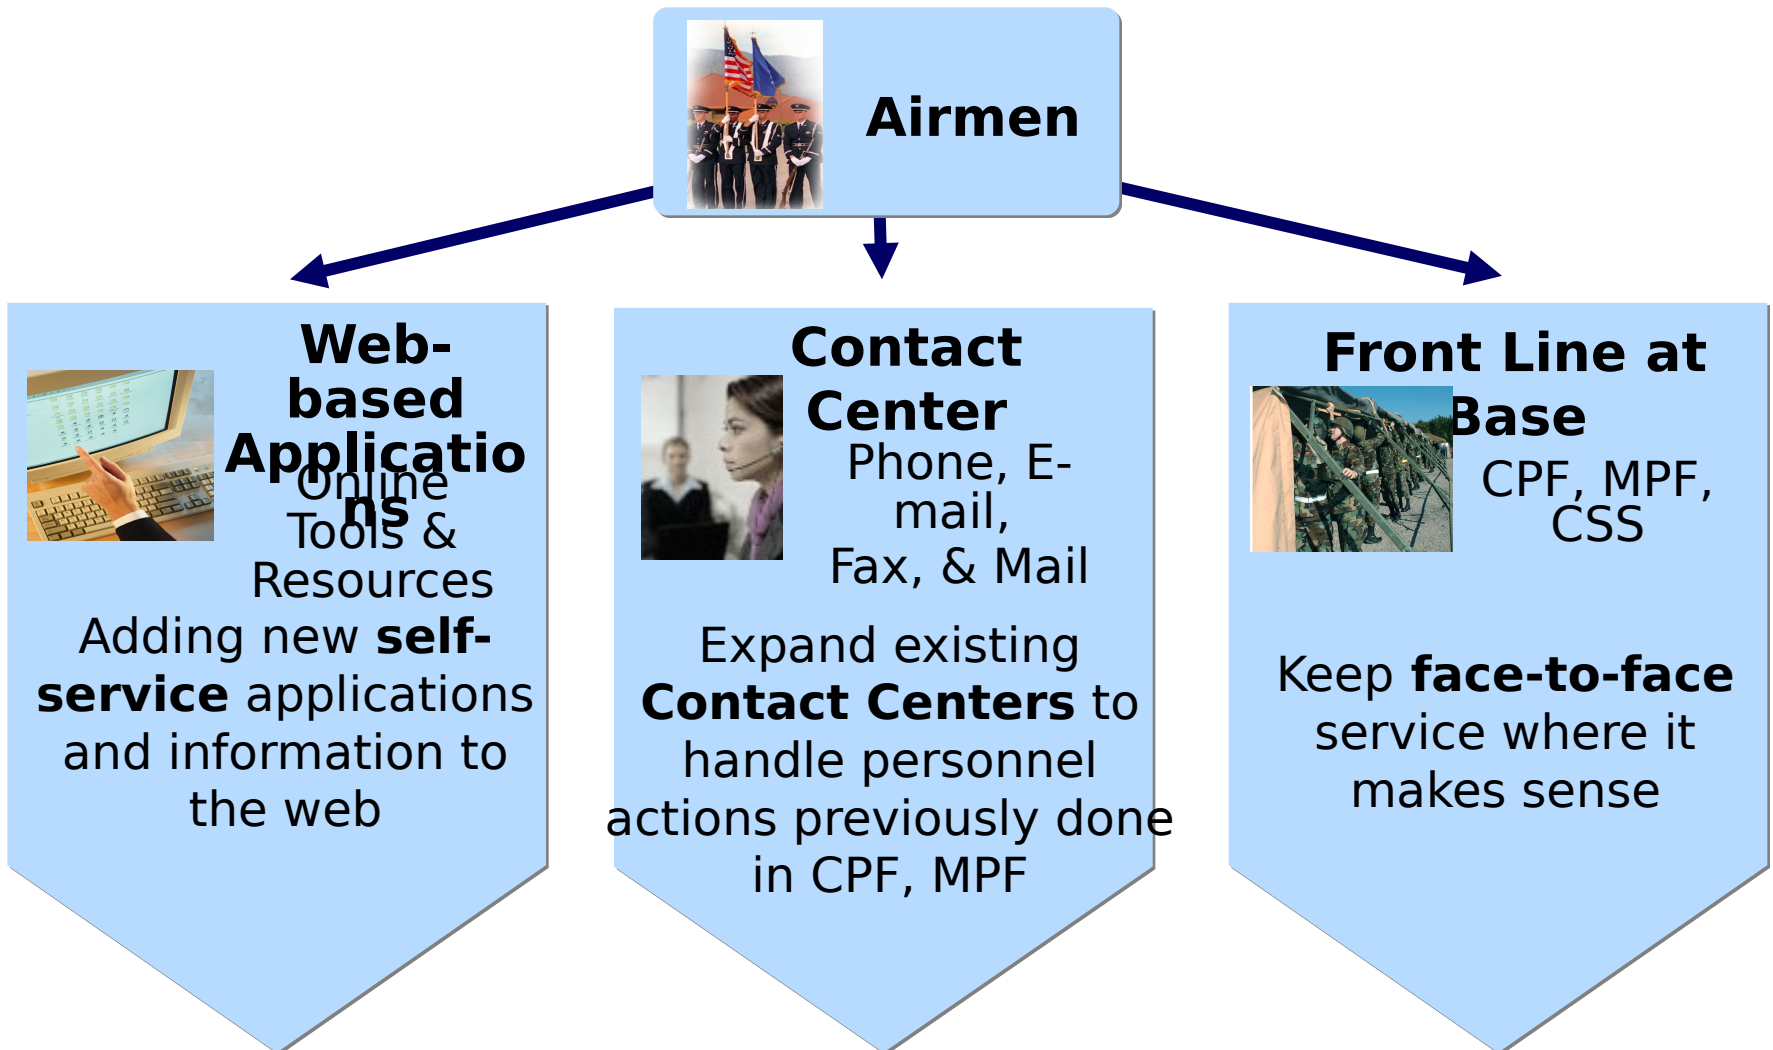 Airmen
Web-
based
Applicatio
ns
Online
Tools &
Resources
Adding new self-
service applications
and information to
the web
Contact
Center
Phone, E-
mail,
Fax, & Mail
Expand existing
Contact Centers to
handle personnel
actions previously done
in CPF, MPF
Front Line at
Base
CPF, MPF,
CSS
Keep face-to-face
service where it
makes sense